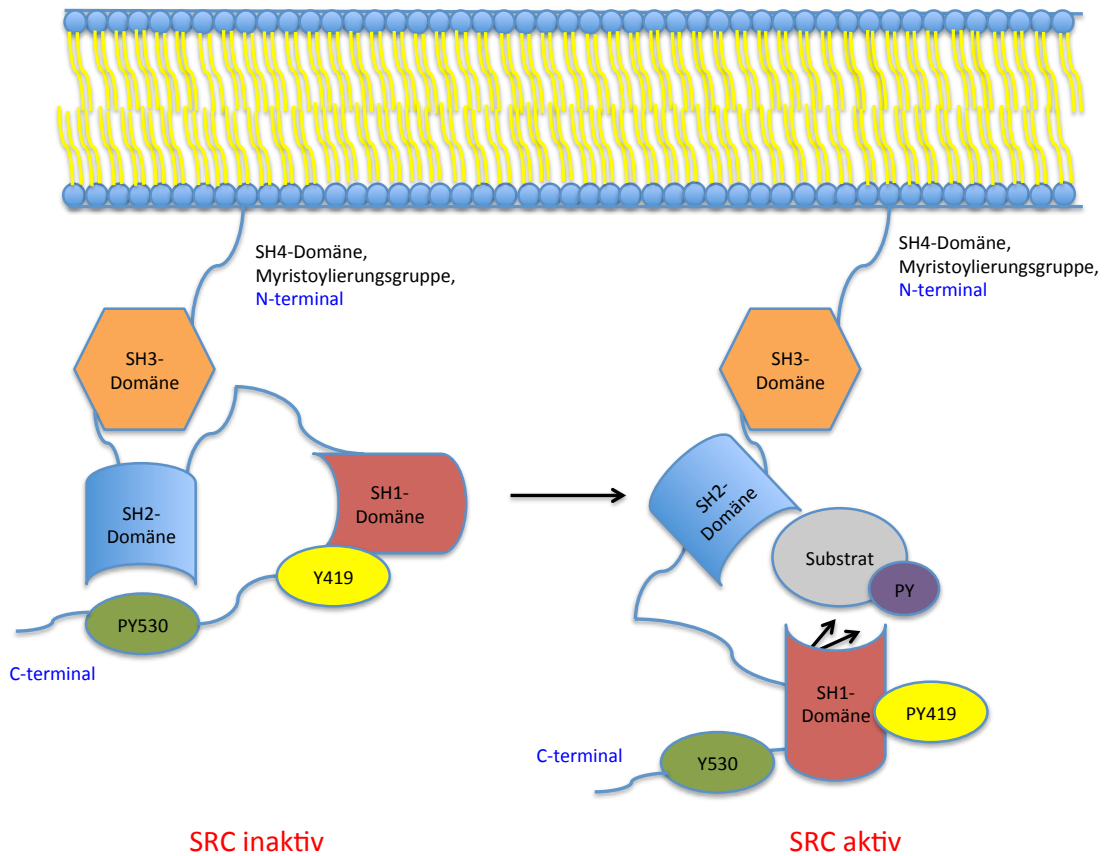 SH4-Domäne,
Myristoylierungsgruppe,
N-terminal
SH3-
Domäne
SH2-
Domäne
SH1-
Domäne
Y419
PY530
C-terminal
SRC inaktiv
SH4-Domäne,
Myristoylierungsgruppe,
N-terminal
SH3-
Domäne
SH2-
Domäne
Substrat
PY
SH1-
Domäne
PY419
Y530
C-terminal
SRC aktiv